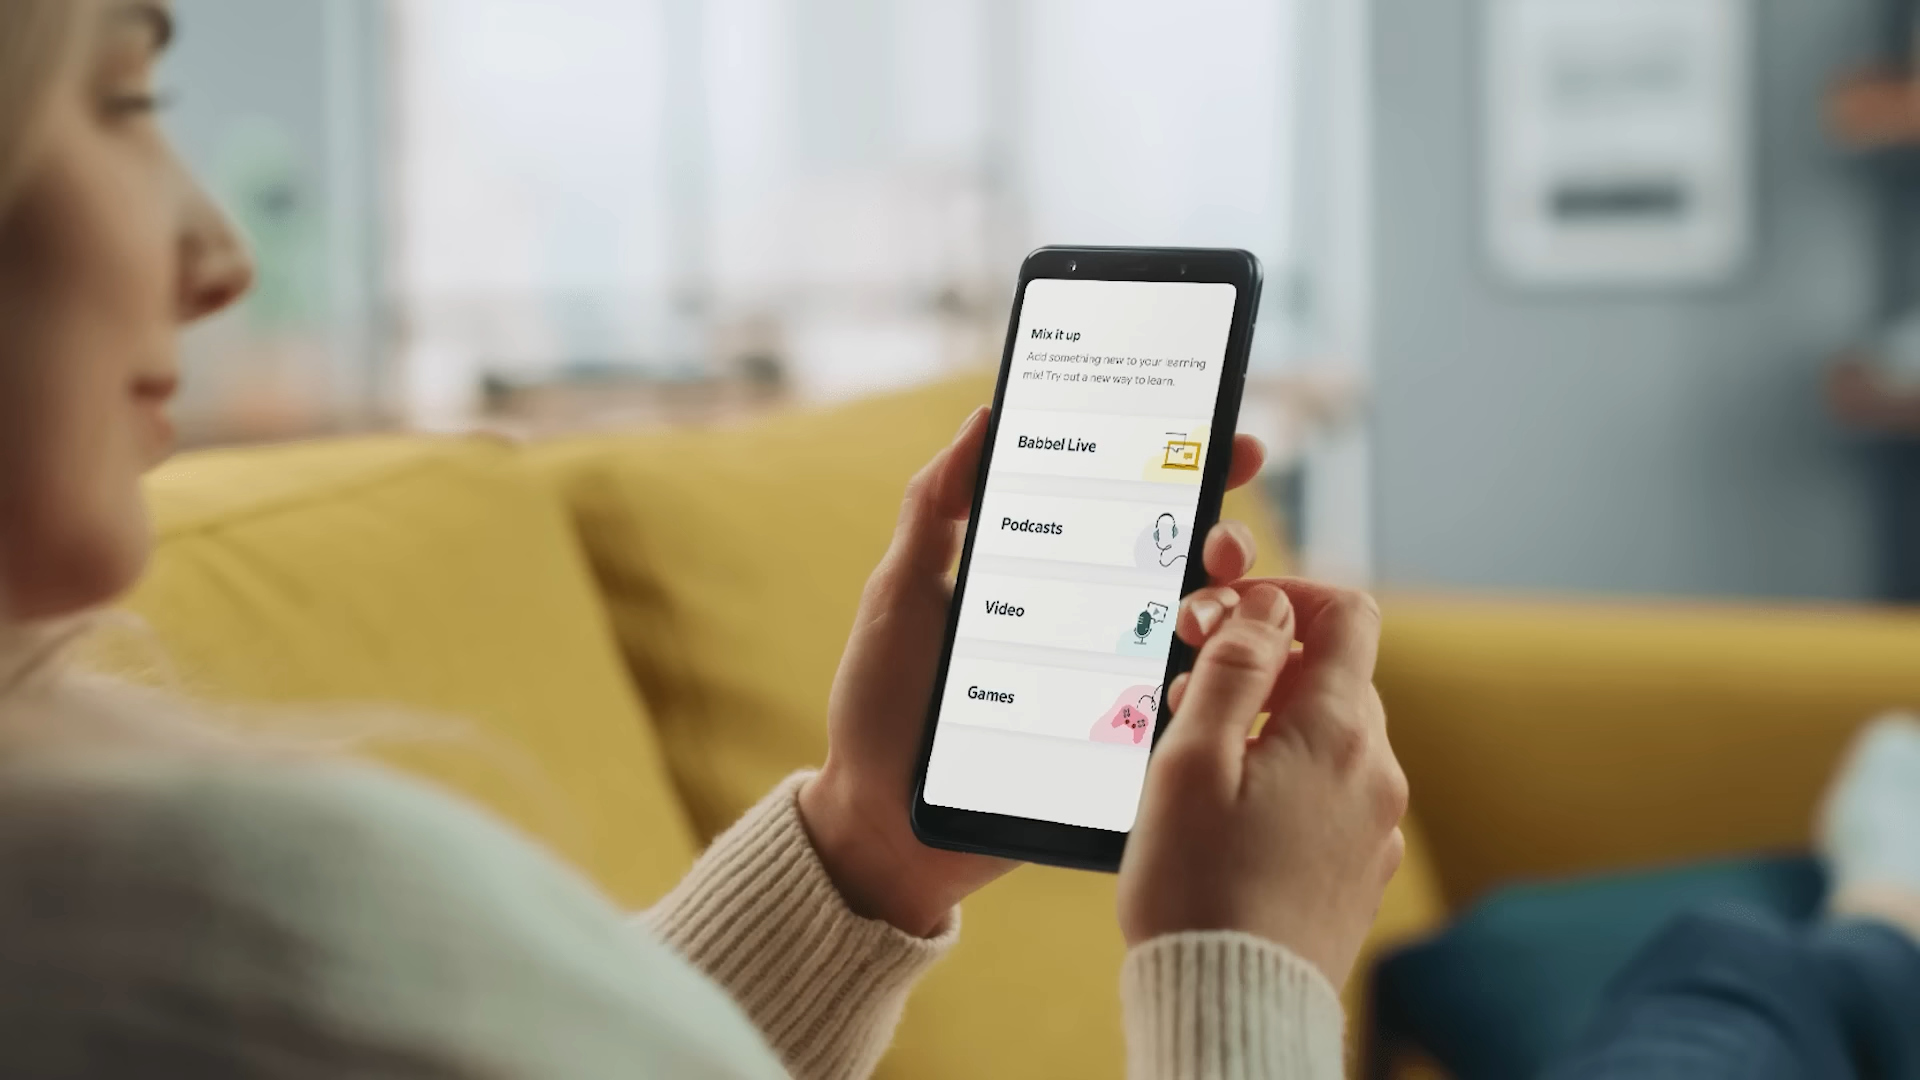 Mix it up
Add something new to your learning
mix! Try out a new way to learn.
Babbel Live
Podcasts
Video
Games